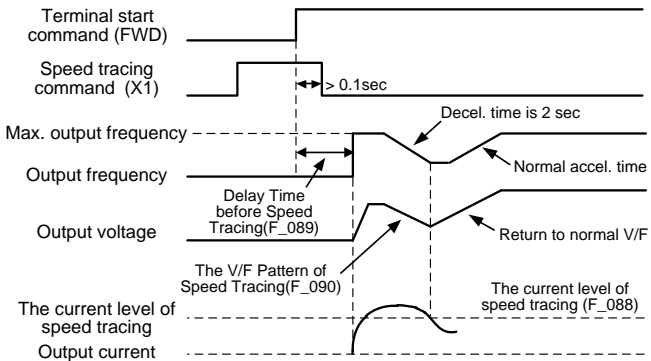 Terminal start
command (FWD)
Speed tracing
command (X1)
> 0.1sec
Decel. time is 2 sec
Max. output frequency
Normal accel. time
Output frequency
Delay Time
before Speed
Tracing(F_089)
Output voltage
Return to normal V/F
The V/F Pattern of
Speed Tracing(F_090)
The current level of
speed tracing (F_088)
The current level of
speed tracing
Output current